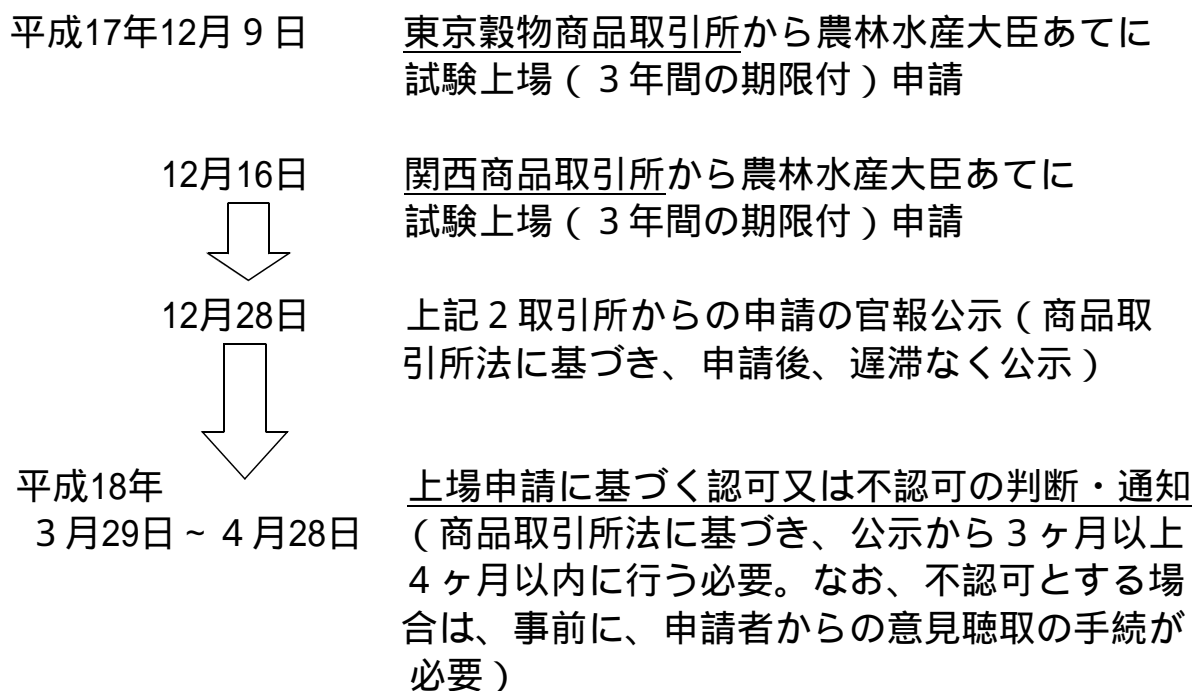 平成17年12月９日 東京穀物商品取引所から農林水産大臣あてに
試験上場（３年間の期限付）申請
12月16日 関西商品取引所から農林水産大臣あてに
試験上場（３年間の期限付）申請
12月28日 上記２取引所からの申請の官報公示（商品取
引所法に基づき、申請後、遅滞なく公示）
平成18年 上場申請に基づく認可又は不認可の判断・通知
３月29日～４月28日 （商品取引所法に基づき、公示から３ヶ月以上
４ヶ月以内に行う必要。なお、不認可とする場
合は、事前に、申請者からの意見聴取の手続が
必要）